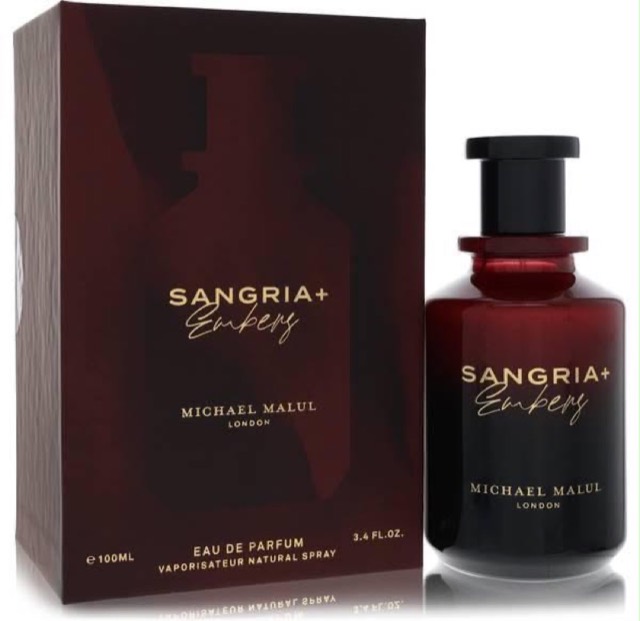 SANGRIA+
Embers
MICHAEL MALUL
LONDON
℮ 100ML
EAU DE PARFUM
VAPORISATEUR NATURAL SPRAY
3.4 FL.OZ.
SANGRIA+
Embers
MICHAEL MALUL
LONDON